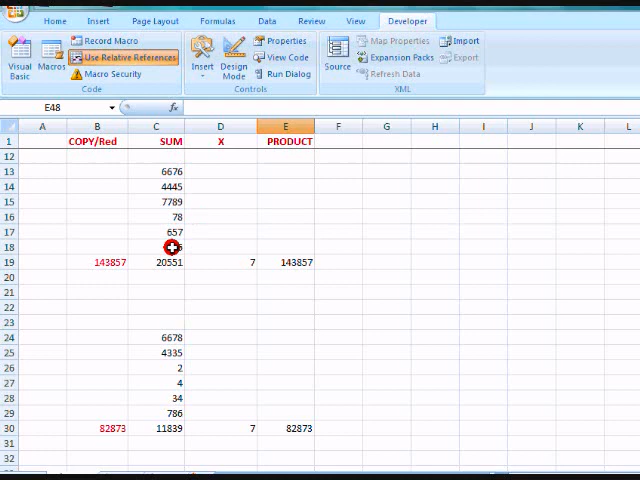 Home Insert Page Layout Formulas Data Review View Developer
Visual Basic
Macros
Record Macro
Use Relative References
Macro Security
Code
Insert
Design Mode
Properties
View Code
Run Dialog
Controls
Source
Map Properties
Expansion Packs
Refresh Data
Import
Export
XML
E48 fx
A B C D E F G H I J K L
1 COPY/Red SUM X PRODUCT
12
13 6676
14 4445
15 7789
16 78
17 657
18
19 143857 20551 7 143857
20
21
22
23
24 6678
25 4335
26 2
27 4
28 34
29 786
30 82873 11839 7 82873
31
32